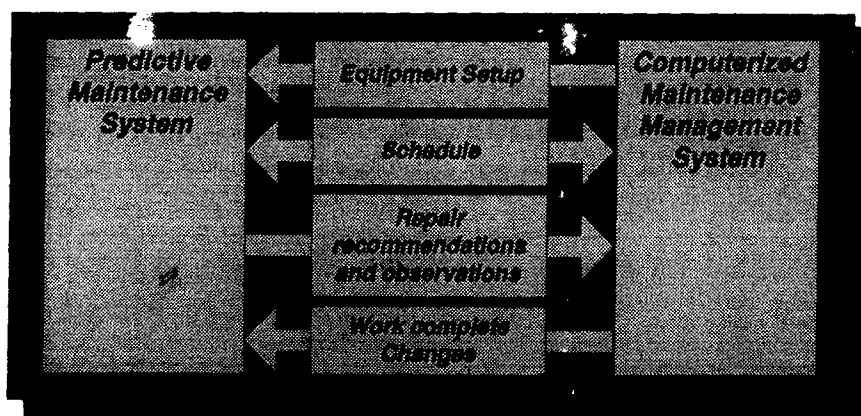 Predictive
Maintenance
System
Equipment Setup
Schedule
Repair
recommendations
and observations
Work complete
Changes
Computerized
Maintenance
Management
System